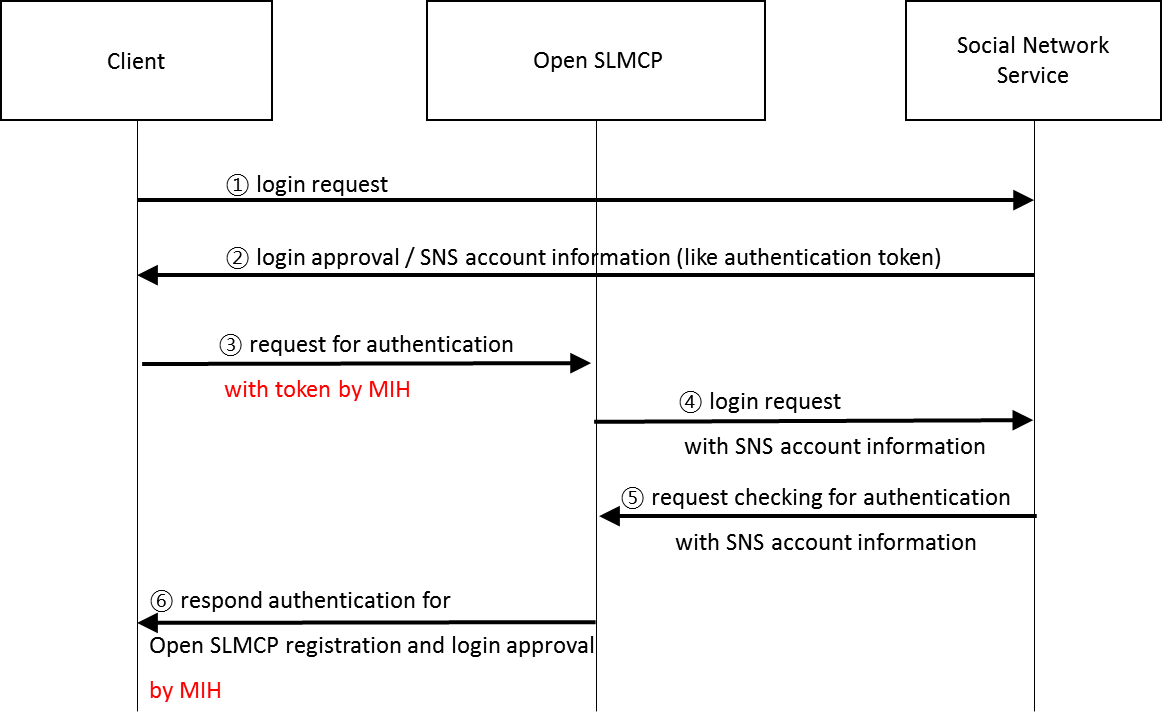 Client
Open SLMCP
Social Network
Service
① login request
② login approval / SNS account information (like authentication token)
③ request for authentication
with token by MIH
④ login request
with SNS account information
⑤ request checking for authentication
with SNS account information
⑥ respond authentication for
Open SLMCP registration and login approval
by MIH